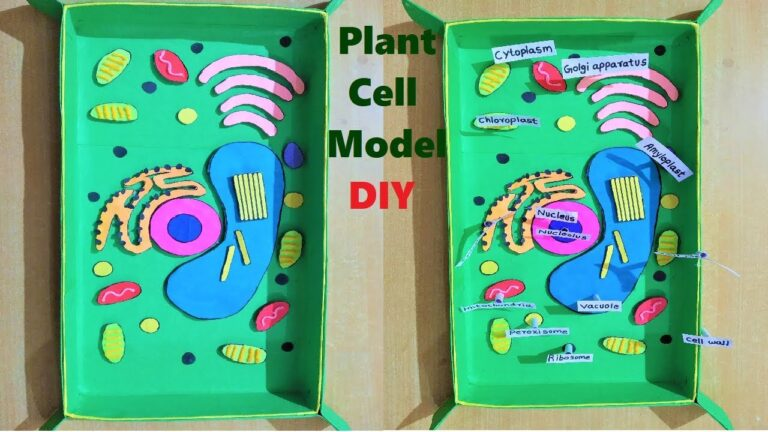 Plant
Cell
Model
DIY
Cytoplasm
Golgi apparatus
Chloroplast
Amyloplast
Nucleus
Nucleolus
Mitochondria
Vacuole
Peroxisome
Cell wall
Ribosome